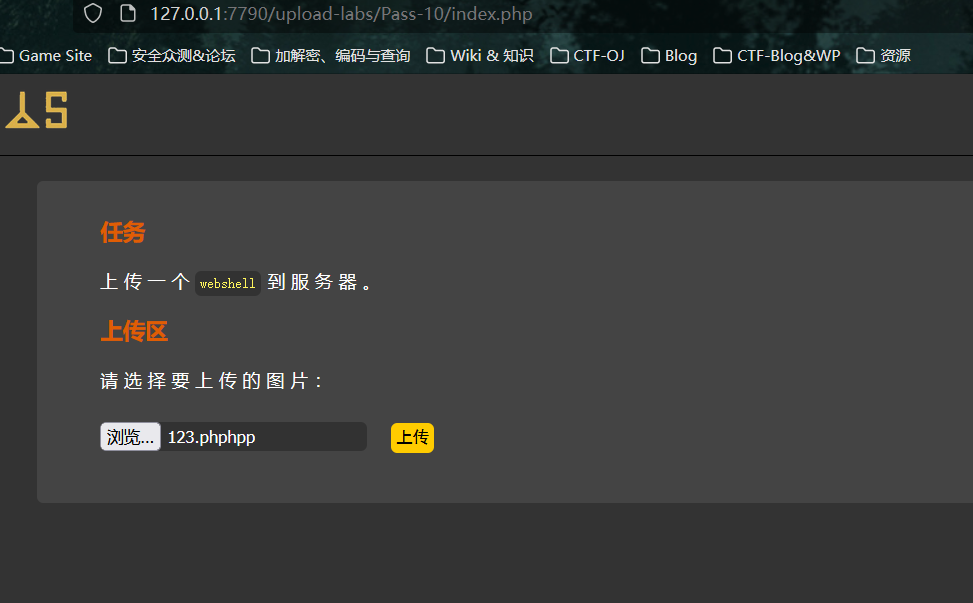 127.0.0.1:7790/upload-labs/Pass-10/index.php
Game Site 安全众测&论坛 加解密、编码与查询 Wiki & 知识 CTF-OJ Blog CTF-Blog&WP 资源
任务
上传一个 webshell 到服务器。
上传区
请选择要上传的图片：
浏览... 123.phphpp 上传